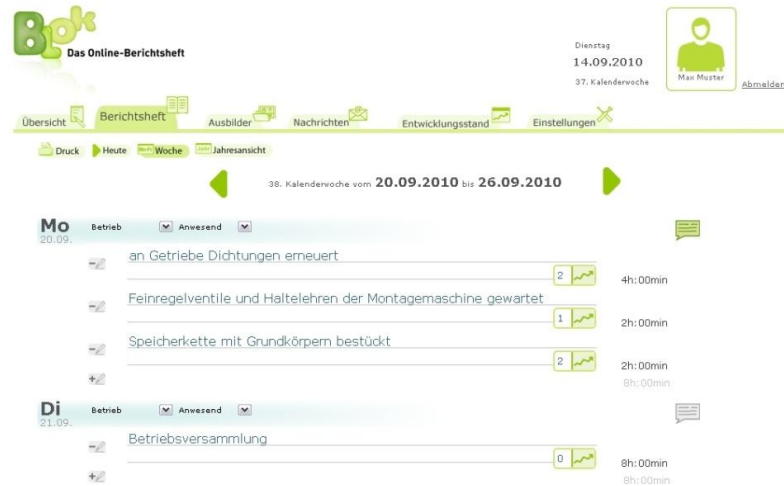 BLok
Das Online-Berichtsheft
Dienstag
14.09.2010
37. Kalenderwoche
Max Muster
Abmelden
Übersicht Berichtsheft Ausbilder Nachrichten Entwicklungsstand Einstellungen
Druck Heute Woche Jahresansicht
38. Kalenderwoche vom 20.09.2010 bis 26.09.2010
Mo Betrieb Anwesend
20.09.
an Getriebe Dichtungen erneuert
2 4h:00min
Feinregelventile und Haltelehren der Montagemaschine gewartet
1 2h:00min
Speicherkette mit Grundkörpern bestückt
2 2h:00min
8h:00min
Di Betrieb Anwesend
21.09.
Betriebsversammlung
0 8h:00min
8h:00min